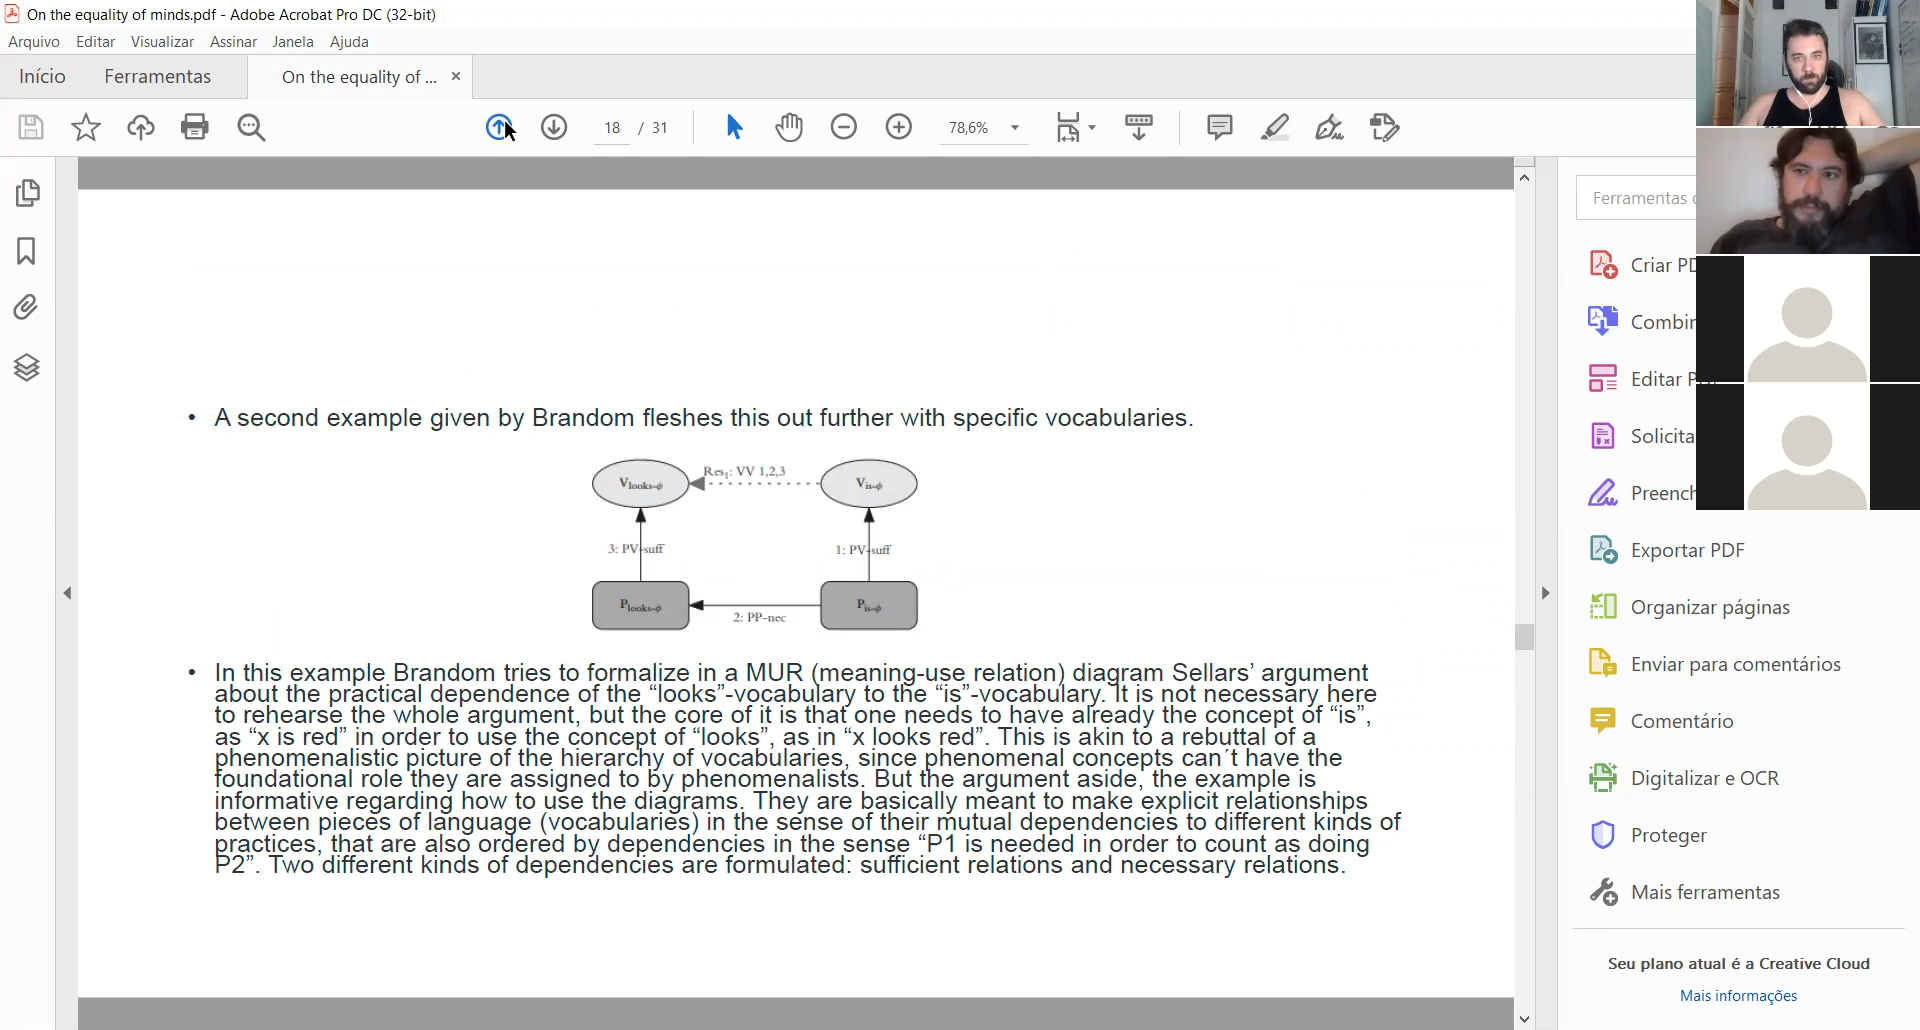 On the equality of minds.pdf - Adobe Acrobat Pro DC (32-bit)
Arquivo Editar Visualizar Assinar Janela Ajuda
Início Ferramentas On the equality of ... ×
18 / 31 78,6%
Ferramentas
• A second example given by Brandom fleshes this out further with specific vocabularies.
Vlooks-ϕ Res1: VV 1,2,3 Vis-ϕ
3: PV-suff 1: PV-suff
Plooks-ϕ 2: PP-nec Pis-ϕ
• In this example Brandom tries to formalize in a MUR (meaning-use relation) diagram Sellars’ argument
about the practical dependence of the “looks”-vocabulary to the “is”-vocabulary. It is not necessary here
to rehearse the whole argument, but the core of it is that one needs to have already the concept of “is”,
as “x is red” in order to use the concept of “looks”, as in “x looks red”. This is akin to a rebuttal of a
phenomenalistic picture of the hierarchy of vocabularies, since phenomenal concepts can´t have the
foundational role they are assigned to by phenomenalists. But the argument aside, the example is
informative regarding how to use the diagrams. They are basically meant to make explicit relationships
between pieces of language (vocabularies) in the sense of their mutual dependencies to different kinds of
practices, that are also ordered by dependencies in the sense “P1 is needed in order to count as doing
P2”. Two different kinds of dependencies are formulated: sufficient relations and necessary relations.
Criar PD
Combin
Editar P
Solicita
Preench
Exportar PDF
Organizar páginas
Enviar para comentários
Comentário
Digitalizar e OCR
Proteger
Mais ferramentas
Seu plano atual é a Creative Cloud
Mais informações